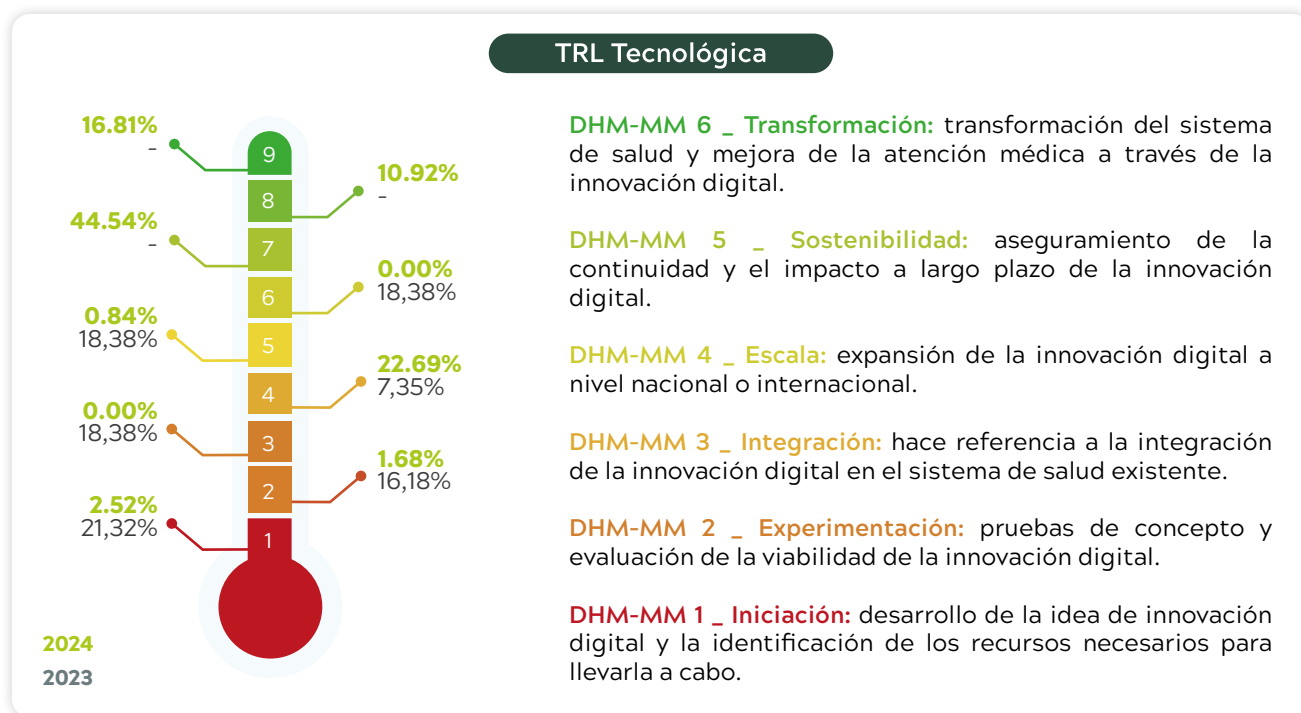 TRL Tecnológica
16.81%
-
9
10.92%
-
8
44.54%
-
7
0.00%
18,38%
6
0.84%
18,38%
5
22.69%
7,35%
4
0.00%
18,38%
3
1.68%
16,18%
2
2.52%
21,32%
1
2024
2023
DHM-MM 6 _ Transformación: transformación del sistema
de salud y mejora de la atención médica a través de la
innovación digital.
DHM-MM 5 _ Sostenibilidad: aseguramiento de la
continuidad y el impacto a largo plazo de la innovación
digital.
DHM-MM 4 _ Escala: expansión de la innovación digital a
nivel nacional o internacional.
DHM-MM 3 _ Integración: hace referencia a la integración
de la innovación digital en el sistema de salud existente.
DHM-MM 2 _ Experimentación: pruebas de concepto y
evaluación de la viabilidad de la innovación digital.
DHM-MM 1 _ Iniciación: desarrollo de la idea de innovación
digital y la identificación de los recursos necesarios para
llevarla a cabo.